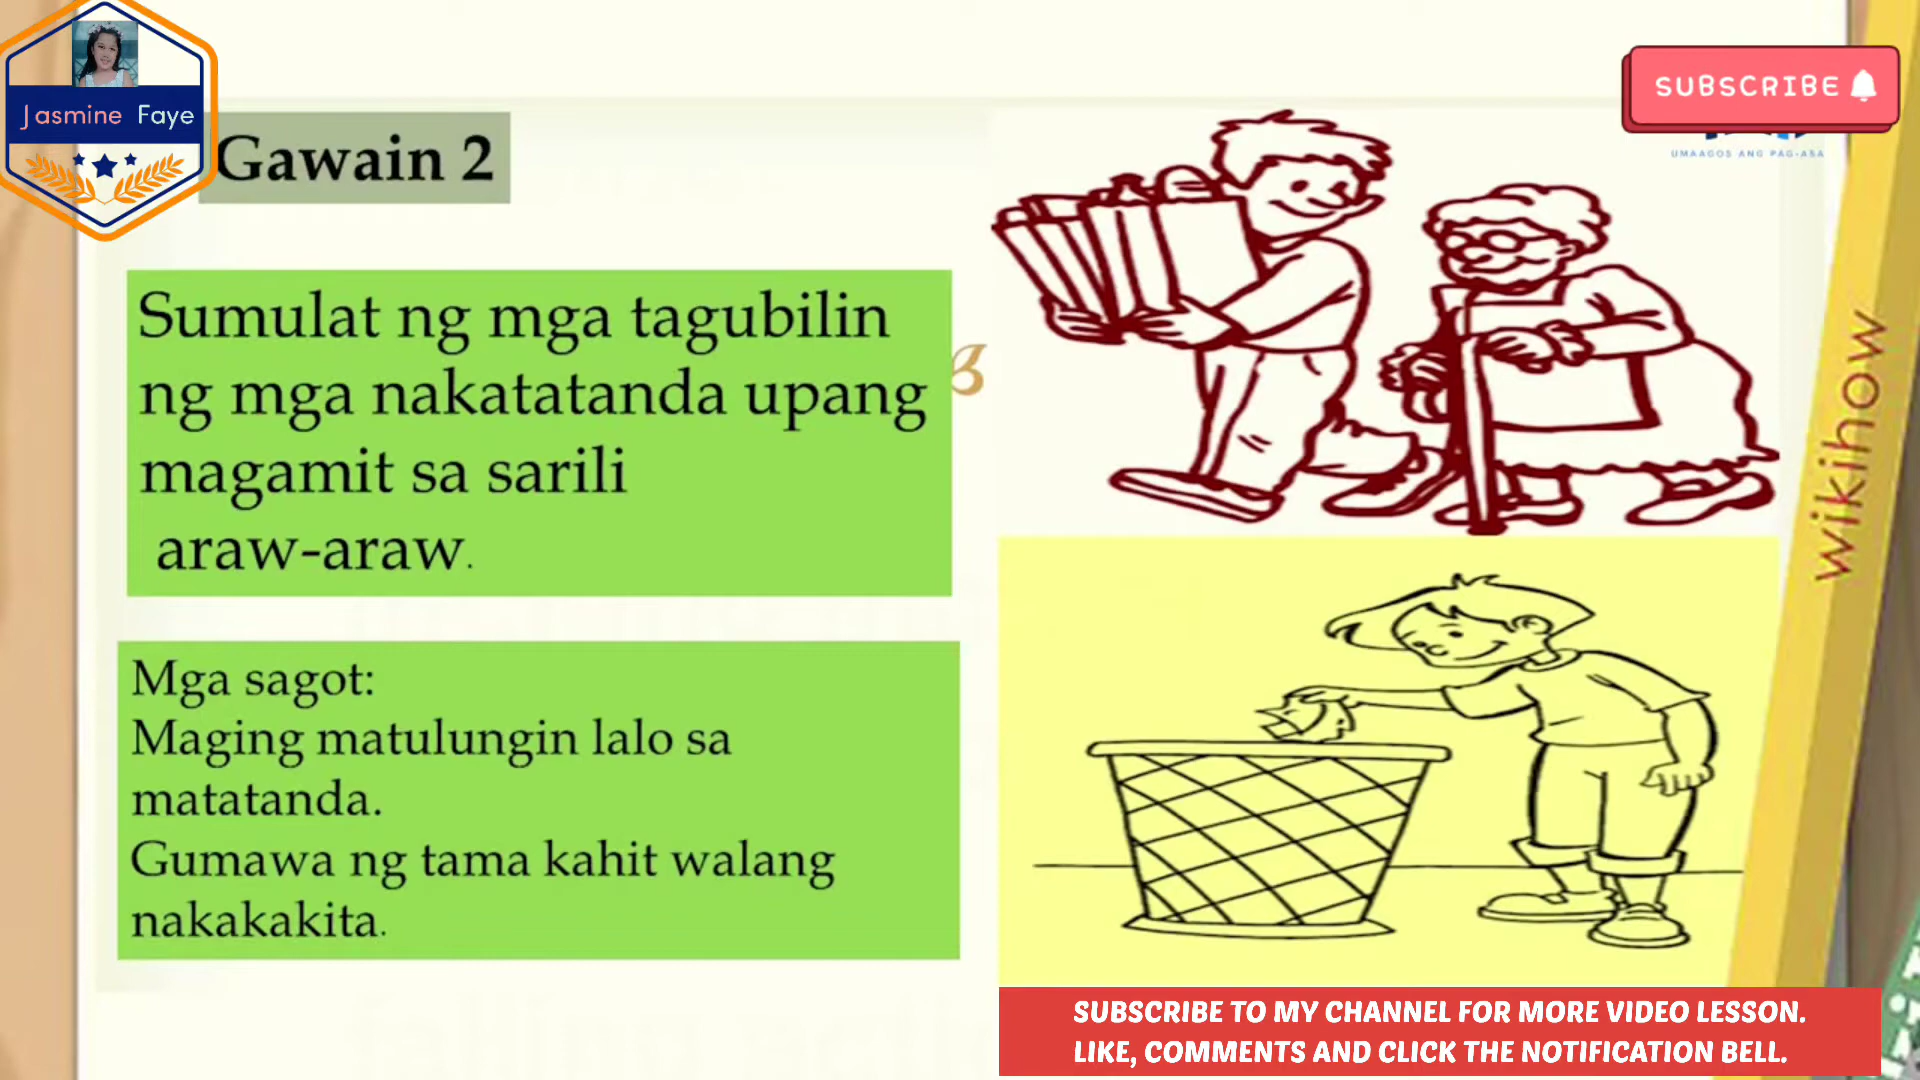 Jasmine Faye
SUBSCRIBE
UMAAGOS ANG PAG-ASA
Gawain 2
Sumulat ng mga tagubilin
ng mga nakatatanda upang
magamit sa sarili
araw-araw.
Mga sagot:
Maging matulungin lalo sa
matatanda.
Gumawa ng tama kahit walang
nakakakita.
wikihow
SUBSCRIBE TO MY CHANNEL FOR MORE VIDEO LESSON.
LIKE, COMMENTS AND CLICK THE NOTIFICATION BELL.